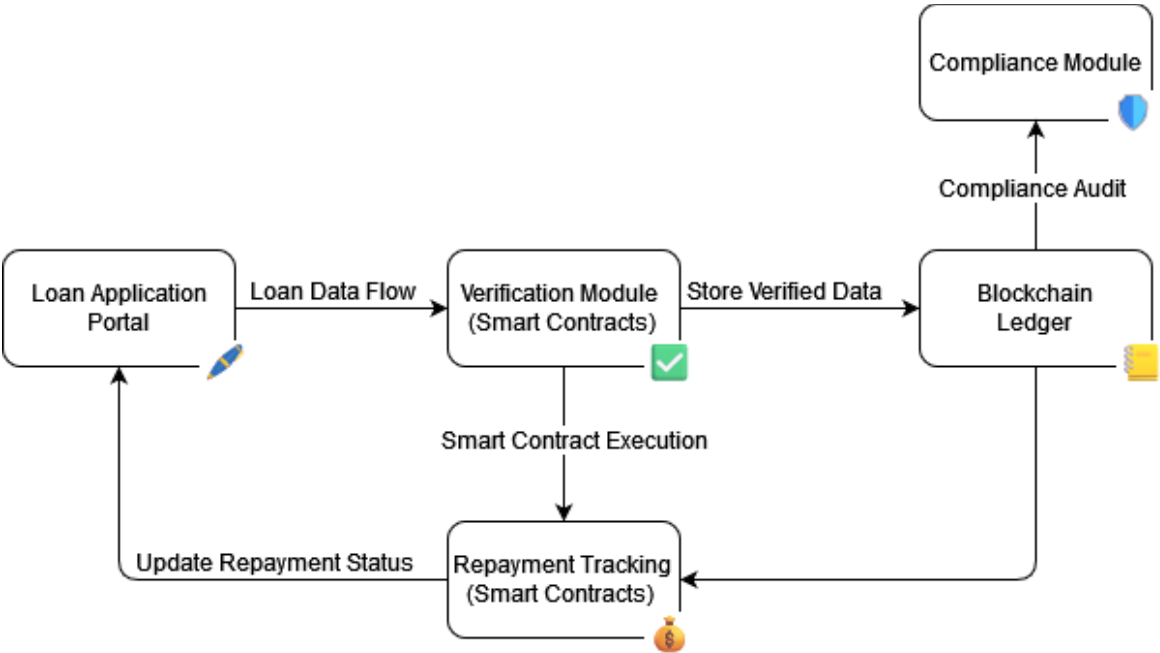 Compliance Module
Compliance Audit
Loan Application
Portal
Loan Data Flow
Verification Module
(Smart Contracts)
Store Verified Data
Blockchain
Ledger
Smart Contract Execution
Update Repayment Status
Repayment Tracking
(Smart Contracts)
$